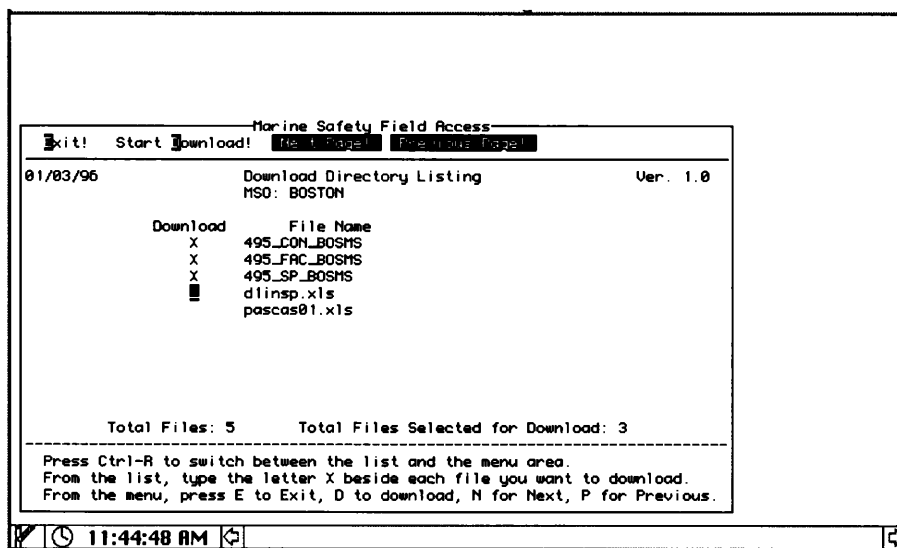 Marine Safety Field Access
Exit! Start Download! Next Page! Previous Page!
01/03/96 Download Directory Listing Ver. 1.0
MSO: BOSTON
Download File Name
X 495_CON_BOSMS
X 495_FAC_BOSMS
X 495_SP_BOSMS
d1insp.xls
pascas01.xls
Total Files: 5 Total Files Selected for Download: 3
Press Ctrl-R to switch between the list and the menu area.
From the list, type the letter X beside each file you want to download.
From the menu, press E to Exit, D to download, N for Next, P for Previous.
11:44:48 AM